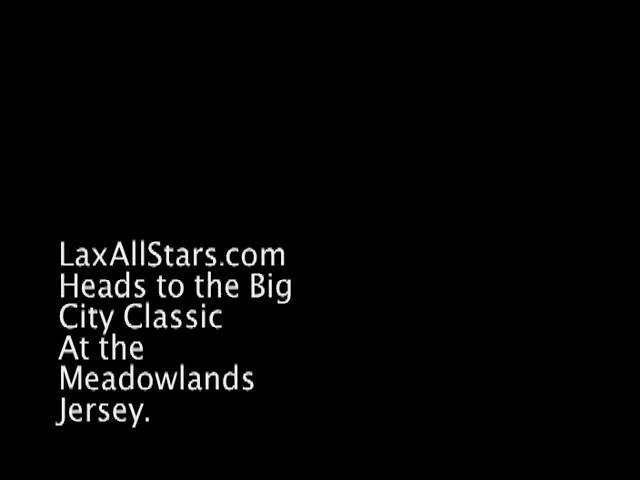 LaxAllStars.com
Heads to the Big
City Classic
At the
Meadowlands
Jersey.